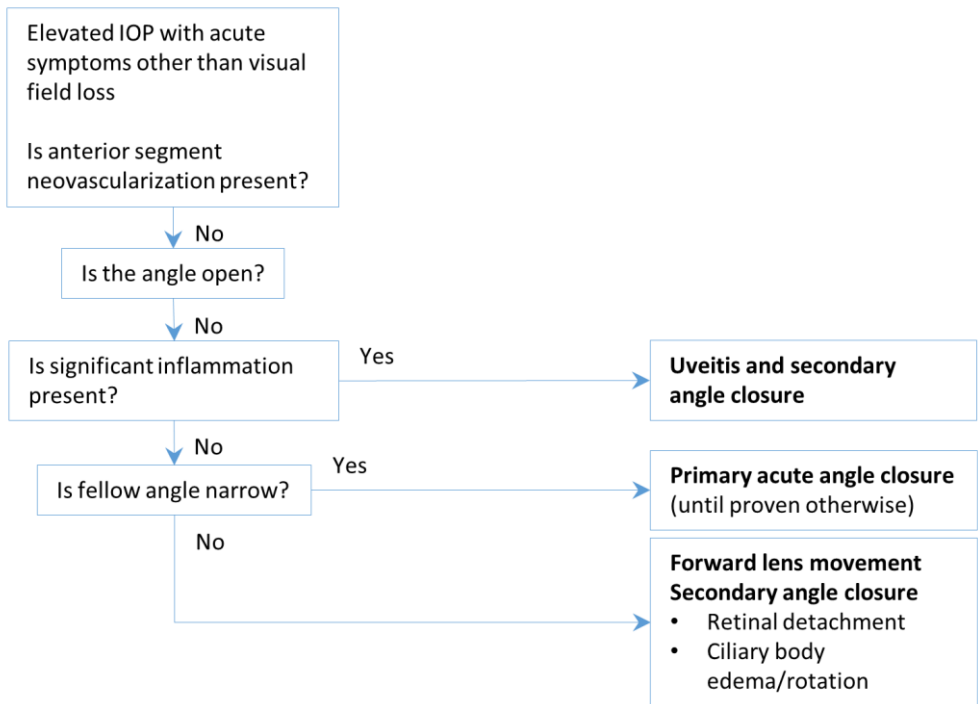 Elevated IOP with acute
symptoms other than visual
field loss
Is anterior segment
neovascularization present?
No
Is the angle open?
No
Is significant inflammation
present?
Yes
Uveitis and secondary
angle closure
No
Is fellow angle narrow?
Yes
Primary acute angle closure
(until proven otherwise)
No
Forward lens movement
Secondary angle closure
• Retinal detachment
• Ciliary body
edema/rotation